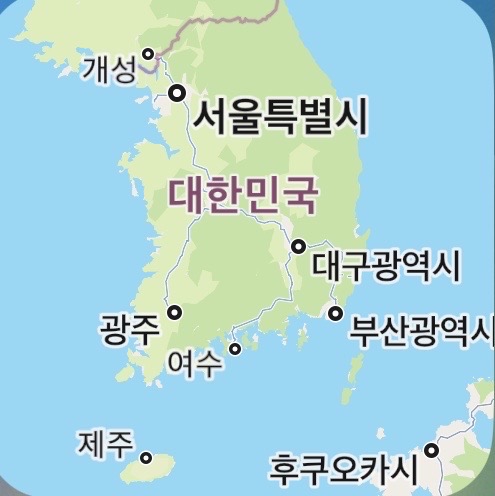 개성
서울특별시
대한민국
대구광역시
광주
부산광역시
여수
제주
후쿠오카시